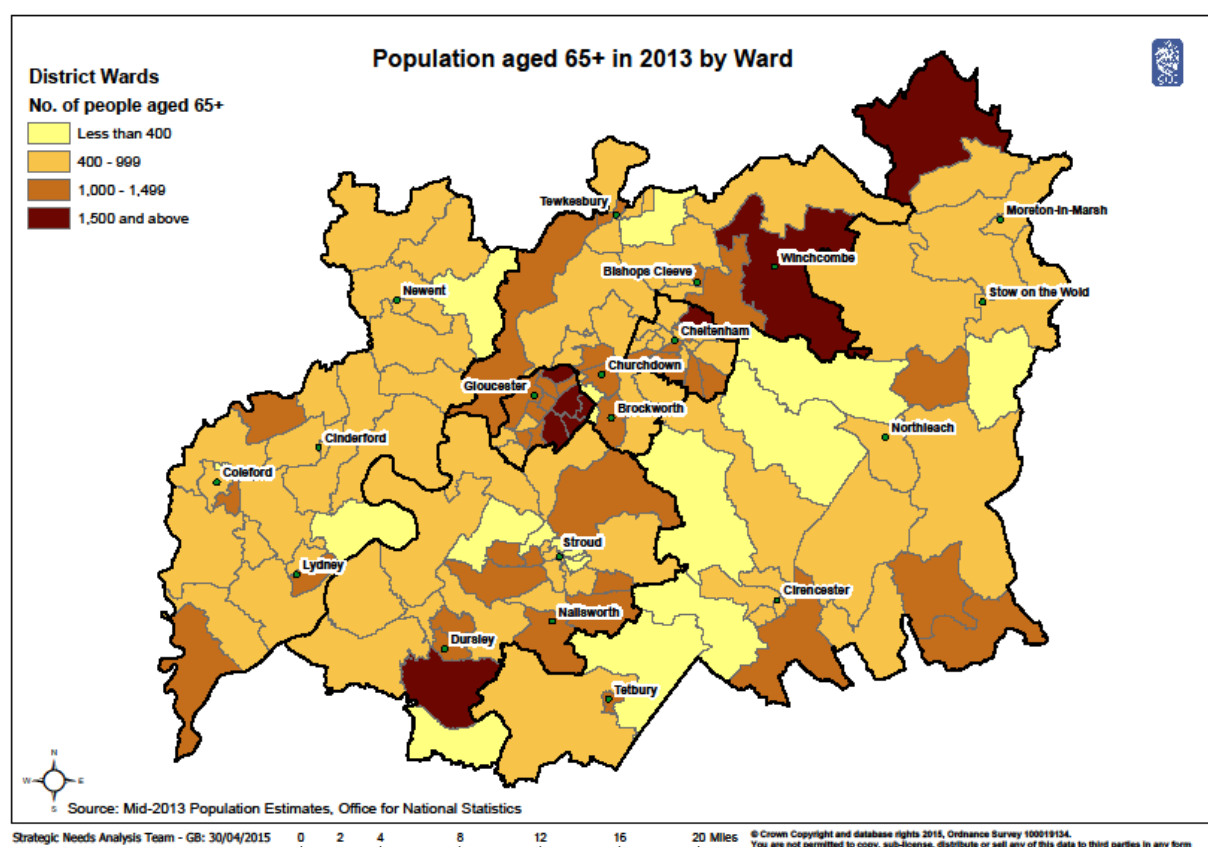 Population aged 65+ in 2013 by Ward
District Wards
No. of people aged 65+
Less than 400
400 - 999
1,000 - 1,499
1,500 and above
Tewkesbury
Moreton-in-Marsh
Winchcombe
Bishops Cleeve
Newent
Stow on the Wold
Cheltenham
Churchdown
Gloucester
Brockworth
Northleach
Cinderford
Coleford
Stroud
Lydney
Cirencester
Nailsworth
Dursley
Tetbury
N
W E
S
Source: Mid-2013 Population Estimates, Office for National Statistics
Strategic Needs Analysis Team - GB: 30/04/2015
0 2 4 8 12 16 20 Miles
© Crown Copyright and database rights 2015, Ordnance Survey 100019134.
You are not permitted to copy, sub-license, distribute or sell any of this data to third parties in any form